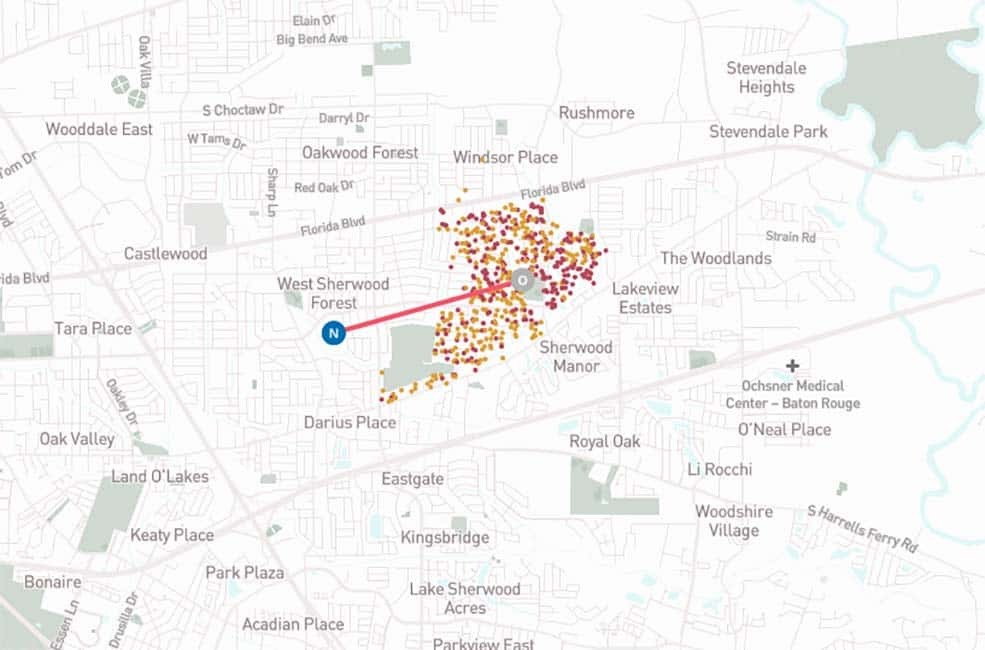 Elain Dr
Big Bend Ave
Oak Villa
Stevendale
Heights
S Choctaw Dr
Darryl Dr
Rushmore
Wooddale East
Stevendale Park
W Tams Dr
Oakwood Forest
Windsor Place
Tom Dr
Sharp Ln
Red Oak Dr
Florida Blvd
Blvd
Florida Blvd
Strain Rd
Castlewood
The Woodlands
rida Blvd
West Sherwood
Forest
O
Lakeview
Estates
Tara Place
N
Sherwood
Manor
Ochsner Medical
Center – Baton Rouge
Oakley Dr
Darius Place
O'Neal Place
Oak Valley
Royal Oak
Land O'Lakes
Eastgate
Li Rocchi
Woodshire
Village
S Harrells Ferry Rd
Keaty Place
Kingsbridge
Bonaire
Park Plaza
Lake Sherwood
Acres
Essen Ln
Drusilla Dr
Acadian Place
Parkview East